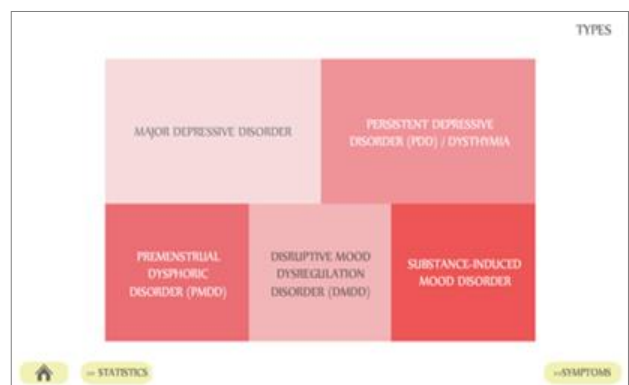 TYPES
MAJOR DEPRESSIVE DISORDER
PERSISTENT DEPRESSIVE
DISORDER (PDD) / DYSTHYMIA
PREMENSTRUAL
DYSPHORIC
DISORDER (PMDD)
DISRUPTIVE MOOD
DYSREGULATION
DISORDER (DMDD)
SUBSTANCE-INDUCED
MOOD DISORDER
<< STATISTICS
>>SYMPTOMS